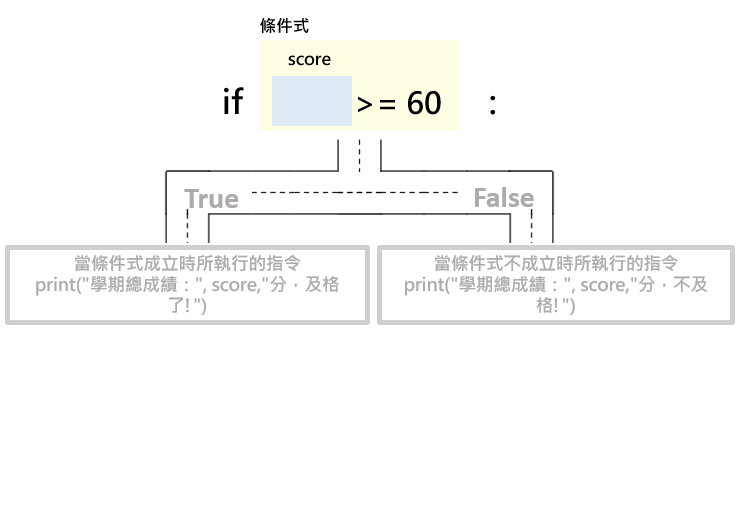 條件式
score
if >= 60 :
True False
當條件式成立時所執行的指令
print("學期總成績：", score,"分，及格
了! ")
當條件式不成立時所執行的指令
print("學期總成績：", score,"分，不及
格! ")